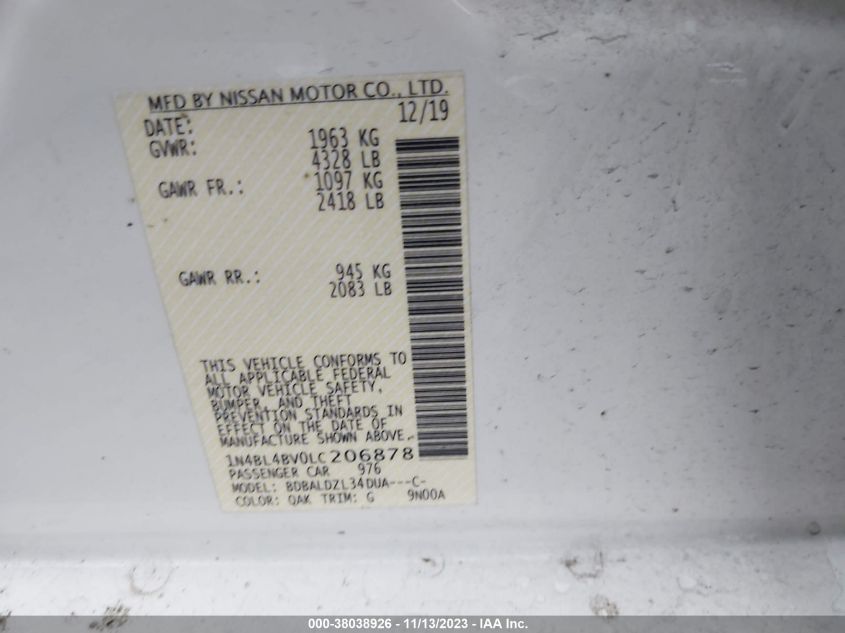 MFD BY NISSAN MOTOR CO., LTD.
DATE: 12/19
GVWR: 1963 KG
4328 LB
GAWR FR.: 1097 KG
2418 LB
GAWR RR.: 945 KG
2083 LB
THIS VEHICLE CONFORMS TO
ALL APPLICABLE FEDERAL
MOTOR VEHICLE SAFETY,
BUMPER, AND THEFT
PREVENTION STANDARDS IN
EFFECT ON THE DATE OF
MANUFACTURE SHOWN ABOVE.
1N4BL4BV0LC206878
PASSENGER CAR 976
MODEL: BDBALDZL34DUA---C-
COLOR: QAK TRIM: G 9N00A
000-38038926 - 11/13/2023 - IAA Inc.